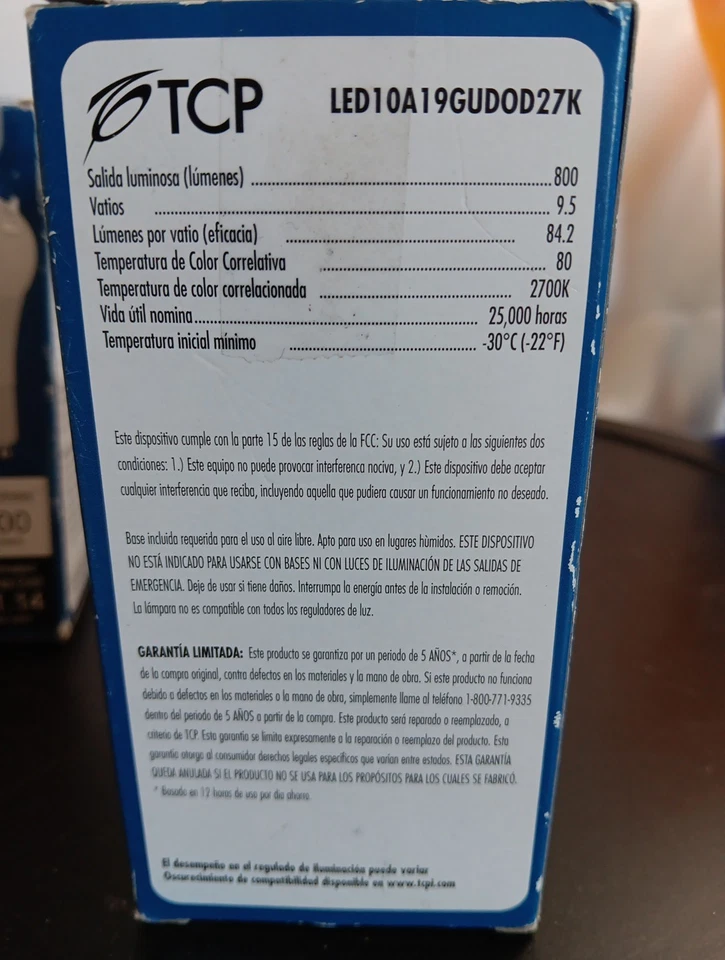 TCP
LED10A19GUDOD27K
Salida luminosa (lúmenes) 800
Vatios 9.5
Lúmenes por vatio (eficacia) 84.2
Temperatura de Color Correlativa 80
Temperatura de color correlacionada 2700K
Vida útil nomina 25,000 horas
Temperatura inicial mínimo -30°C (-22°F)
Este dispositivo cumple con la parte 15 de las reglas de la FCC: Su uso está sujeto a las siguientes dos
condiciones: 1.) Este equipo no puede provocar interferenca nociva, y 2.) Este dispositivo debe aceptar
cualquier interferencia que reciba, incluyendo aquella que pudiera causar un funcionamiento no deseado.
Base incluida requerida para el uso al aire libre. Apto para uso en lugares hùmidos. ESTE DISPOSITIVO
NO ESTÁ INDICADO PARA USARSE CON BASES NI CON LUCES DE ILUMINACIÓN DE LAS SALIDAS DE
EMERGENCIA. Deje de usar si tiene daños. Interrumpa la energía antes de la instalación o remoción.
La lámpara no es compatible con todos los reguladores de luz.
GARANTÍA LIMITADA: Este producto se garantiza por un periodo de 5 AÑOS*, a partir de la fecha
de la compra original, contra defectos en los materiales y la mano de obra. Si este producto no funciona
debido a defectos en los materiales o la mano de obra, simplemente llame al teléfono 1-800-771-9335
dentro del periodo de 5 AÑOS a partir de la compra. Este producto será reparado o reemplazado, a
criterio de TCP. Esta garantía se limita expresamente a la reparación o reemplazo del producto. Esta
garantía otorga al consumidor derechos legales específicos que varían entre estados. ESTA GARANTÍA
QUEDA ANULADA SI EL PRODUCTO NO SE USA PARA LOS PROPÓSITOS PARA LOS CUALES SE FABRICÓ.
* Basado en 12 horas de uso por dia ahorro.
El desempeño en el regulado de iluminación puede variar
Oscurecimiento de compatibilidad disponible en www.tcpi.com